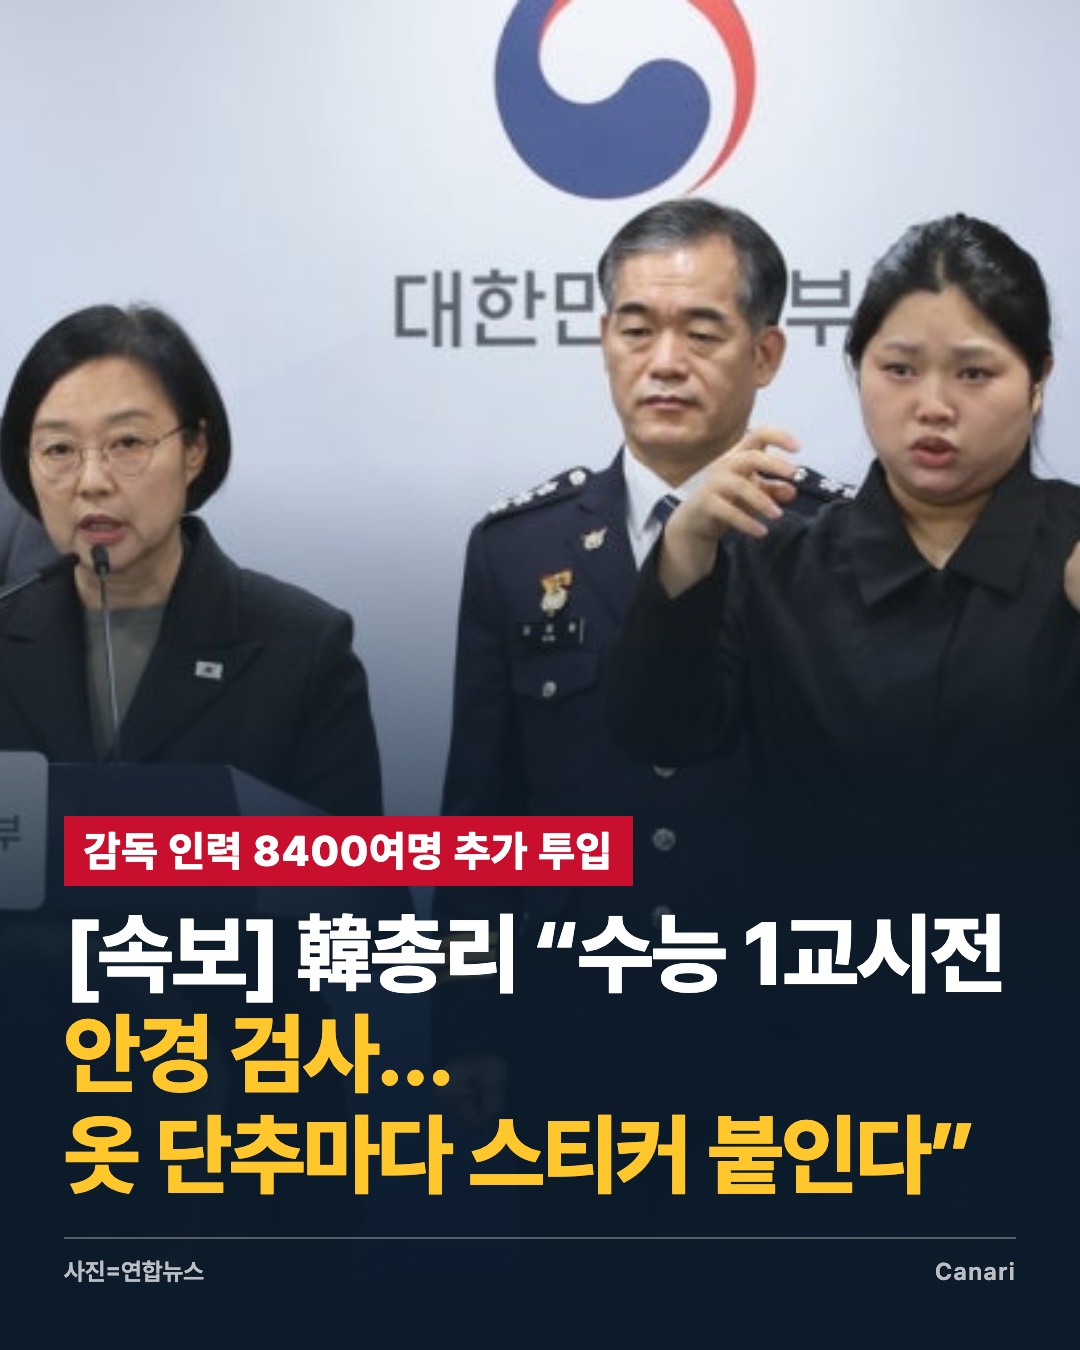 대한민
부
부
감독 인력 8400여명 추가 투입
[속보] 韓총리 “수능 1교시전
안경 검사...
옷 단추마다 스티커 붙인다”
사진=연합뉴스
Canari